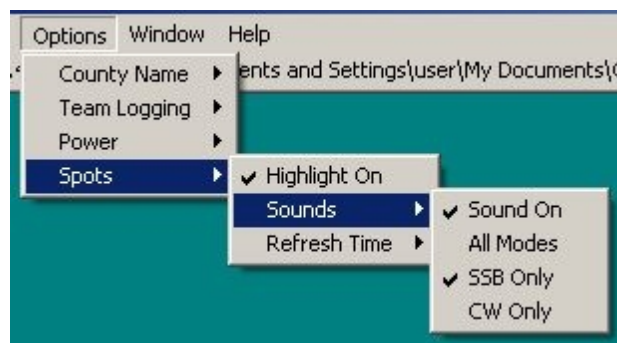 Options Window Help
County Name ents and Settings\user\My Documents\
Team Logging
Power
Spots Highlight On
Sounds Sound On
Refresh Time All Modes
SSB Only
CW Only